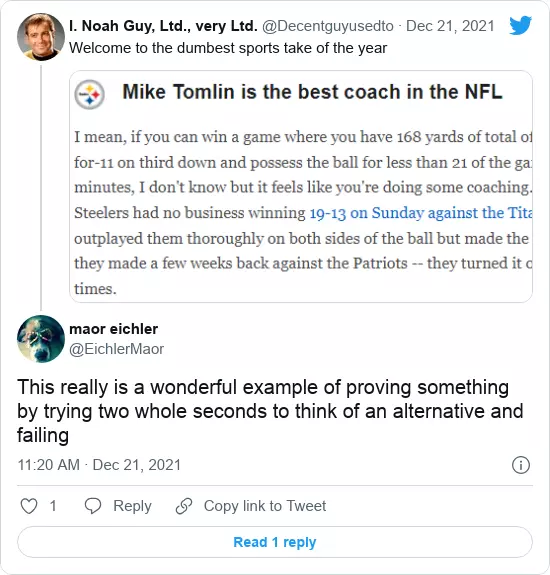 I. Noah Guy, Ltd., very Ltd. @Decentguyusedto · Dec 21, 2021
Welcome to the dumbest sports take of the year
Mike Tomlin is the best coach in the NFL
I mean, if you can win a game where you have 168 yards of total of
for-11 on third down and possess the ball for less than 21 of the ga
minutes, I don't know but it feels like you're doing some coaching.
Steelers had no business winning 19-13 on Sunday against the Tita
outplayed them thoroughly on both sides of the ball but made the
they made a few weeks back against the Patriots -- they turned it o
times.
maor eichler
@EichlerMaor
This really is a wonderful example of proving something
by trying two whole seconds to think of an alternative and
failing
11:20 AM · Dec 21, 2021
1 Reply Copy link to Tweet
Read 1 reply